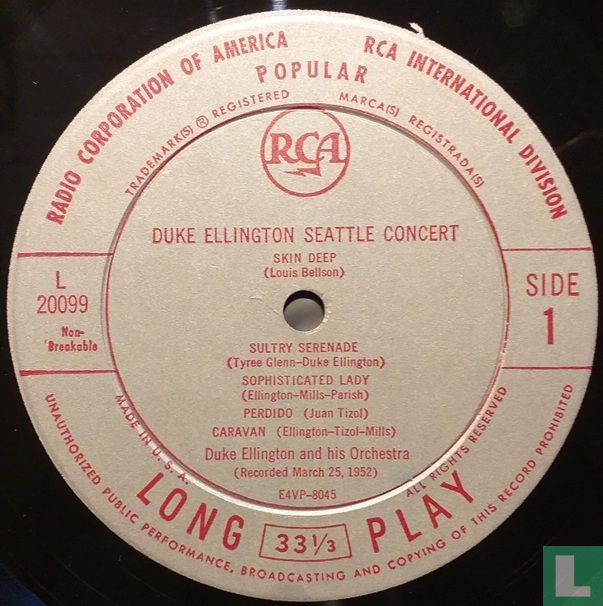 RADIO CORPORATION OF AMERICA
RCA INTERNATIONAL DIVISION
POPULAR
TRADEMARK(S) ® REGISTERED
MARCA(S) REGISTRADA(S)
RCA
DUKE ELLINGTON SEATTLE CONCERT
SKIN DEEP
(Louis Bellson)
L
20099
Non-
'Breakable
SIDE
1
SULTRY SERENADE
(Tyree Glenn–Duke Ellington)
SOPHISTICATED LADY
(Ellington–Mills–Parish)
PERDIDO (Juan Tizol)
CARAVAN (Ellington–Tizol–Mills)
Duke Ellington and his Orchestra
(Recorded March 25, 1952)
E4VP–8045
MADE IN U.S.A.
ALL RIGHTS RESERVED
LONG 33 1/3 PLAY
UNAUTHORIZED PUBLIC PERFORMANCE, BROADCASTING AND COPYING OF THIS RECORD PROHIBITED
L